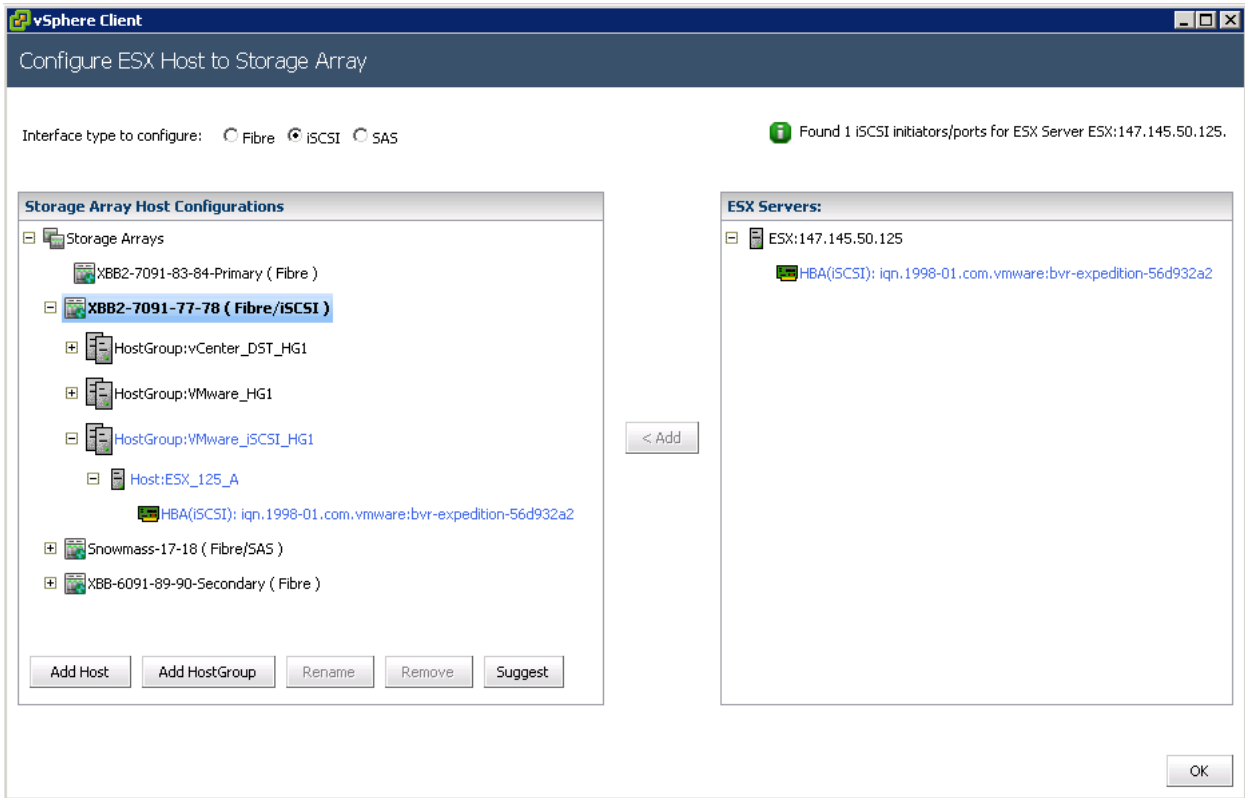 vSphere Client
Configure ESX Host to Storage Array
Interface type to configure: Fibre iSCSI SAS
Found 1 iSCSI initiators/ports for ESX Server ESX:147.145.50.125.
Storage Array Host Configurations
Storage Arrays
XBB2-7091-83-84-Primary ( Fibre )
XBB2-7091-77-78 ( Fibre/iSCSI )
HostGroup:vCenter_DST_HG1
HostGroup:VMware_HG1
HostGroup:VMware_iSCSI_HG1
Host:ESX_125_A
HBA(iSCSI): iqn.1998-01.com.vmware:bvr-expedition-56d932a2
Snowmass-17-18 ( Fibre/SAS )
XBB-6091-89-90-Secondary ( Fibre )
Add Host
Add HostGroup
Rename
Remove
Suggest
< Add
ESX Servers:
ESX:147.145.50.125
HBA(iSCSI): iqn.1998-01.com.vmware:bvr-expedition-56d932a2
OK